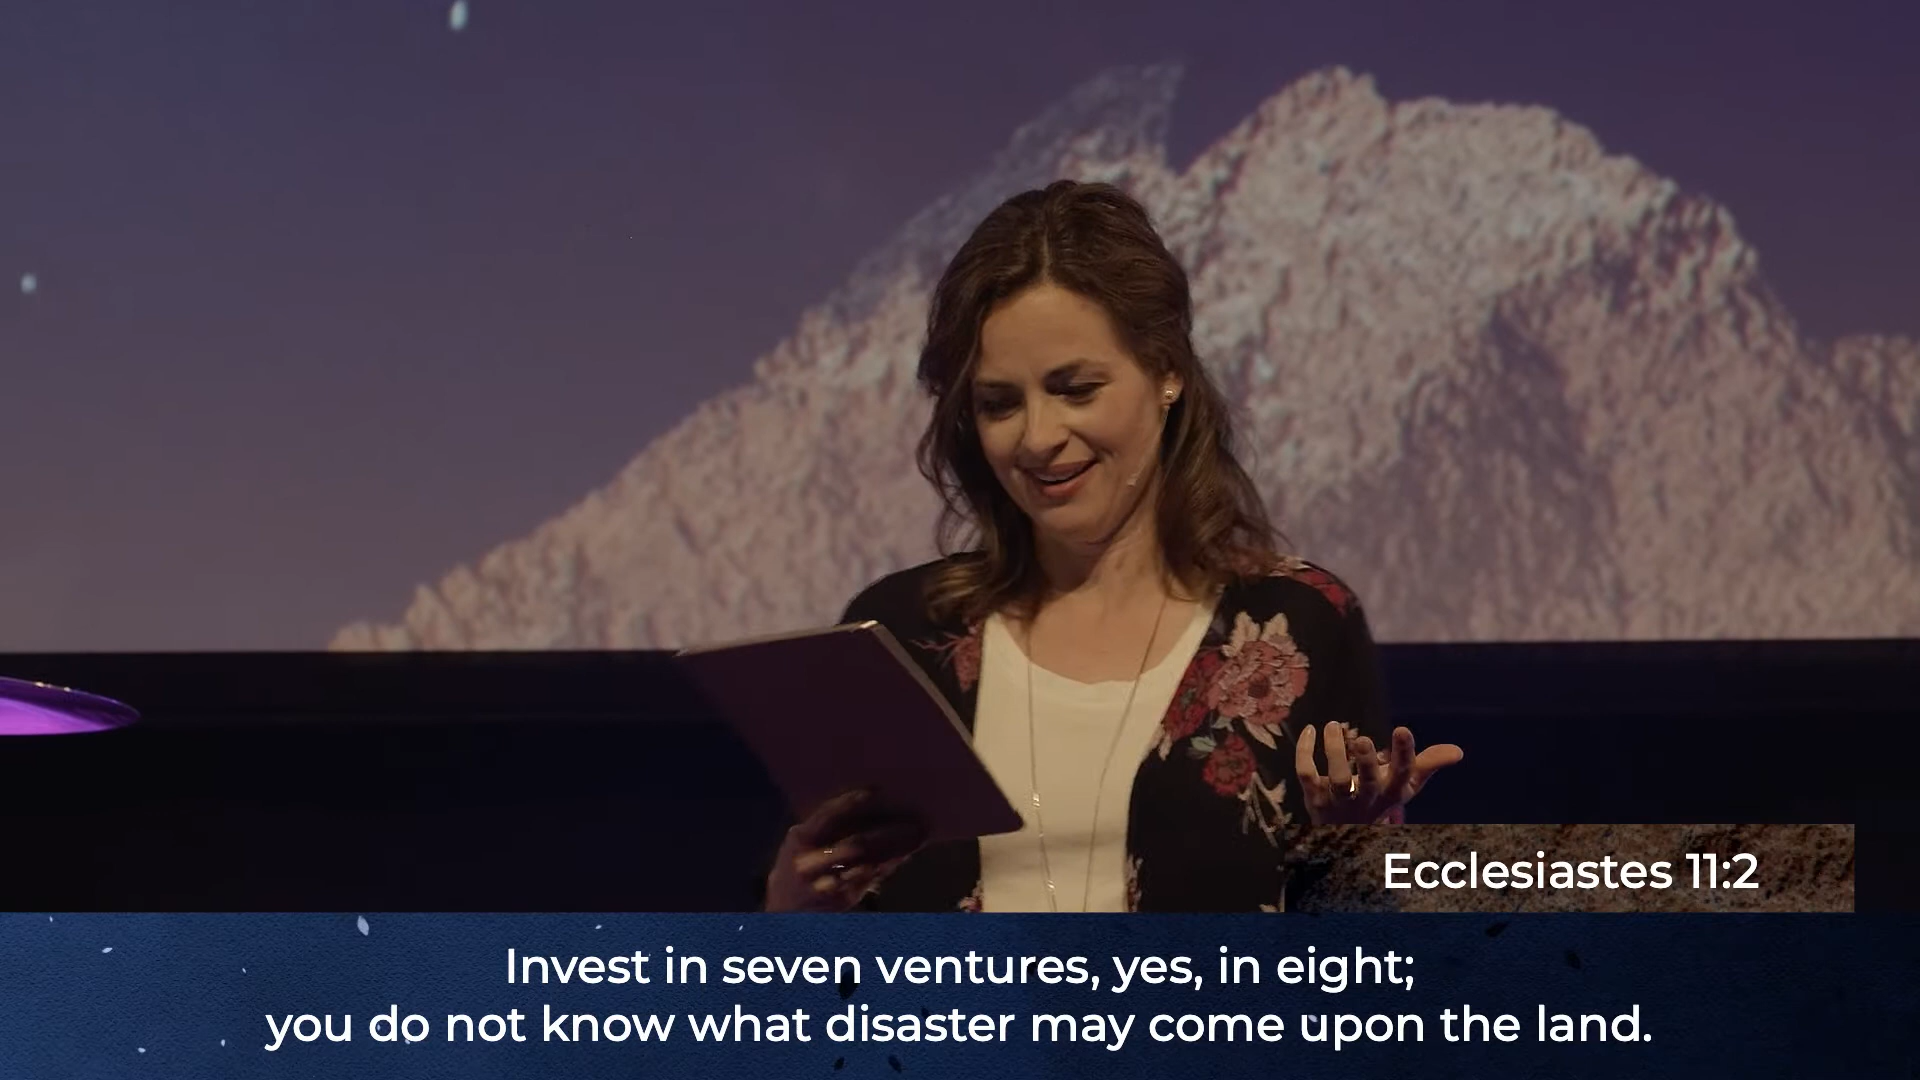 Ecclesiastes 11:2
Invest in seven ventures, yes, in eight;
you do not know what disaster may come upon the land.